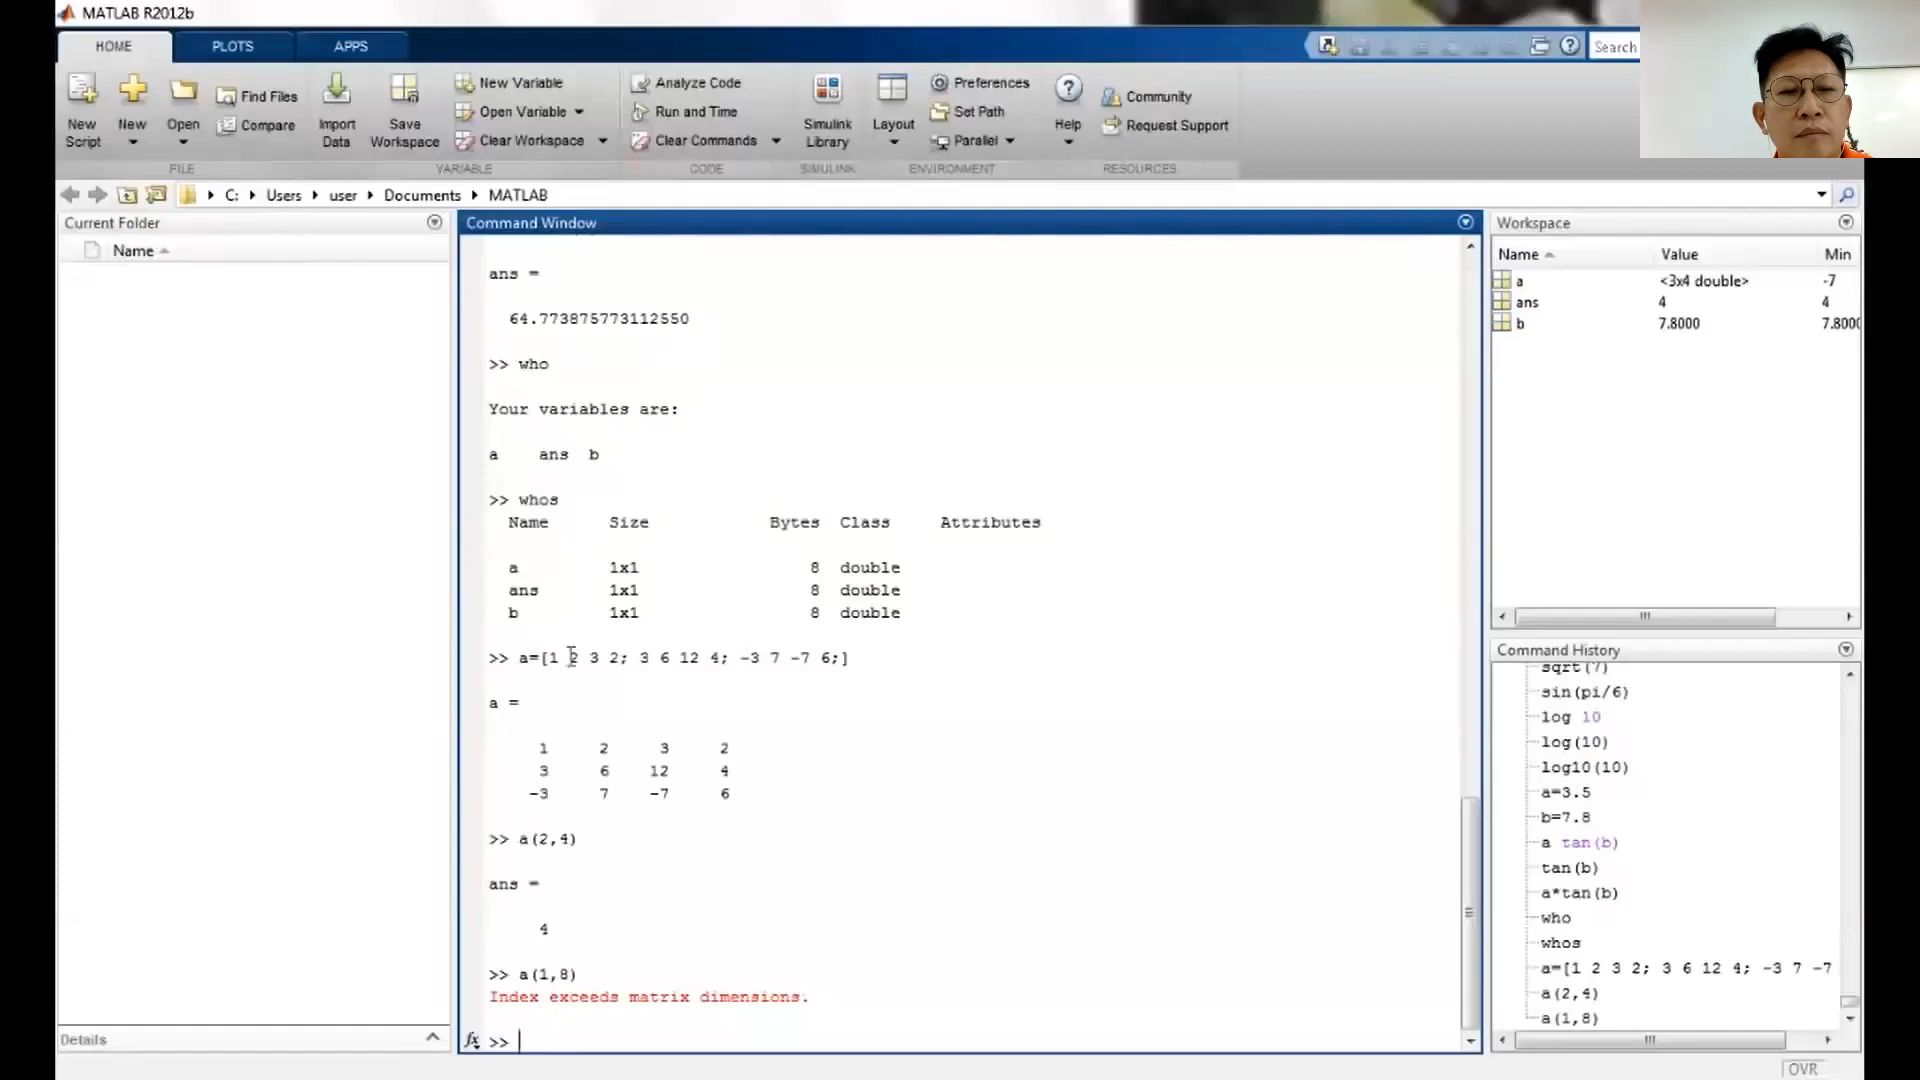 MATLAB R2012b
HOME PLOTS APPS
Search
New Script
New
Open
Find Files
Compare
Import Data
Save Workspace
New Variable
Open Variable
Clear Workspace
Analyze Code
Run and Time
Clear Commands
Simulink Library
Layout
Preferences
Set Path
Parallel
Help
Community
Request Support
FILE VARIABLE CODE SIMULINK ENVIRONMENT RESOURCES
C: Users user Documents MATLAB
Current Folder
Name
Details
Command Window
ans =
64.773875773112550
>> who
Your variables are:
a ans b
>> whos
Name Size Bytes Class Attributes
a 1x1 8 double
ans 1x1 8 double
b 1x1 8 double
>> a=[1 2 3 2; 3 6 12 4; -3 7 -7 6;]
a =
1 2 3 2
3 6 12 4
-3 7 -7 6
>> a(2,4)
ans =
4
>> a(1,8)
Index exceeds matrix dimensions.
fx >>
Workspace
Name Value Min
a <3x4 double> -7
ans 4 4
b 7.8000 7.8000
Command History
sqrt(7)
sin(pi/6)
log 10
log(10)
log10(10)
a=3.5
b=7.8
a tan(b)
tan(b)
a*tan(b)
who
whos
a=[1 2 3 2; 3 6 12 4; -3 7 -7
a(2,4)
a(1,8)
OVR